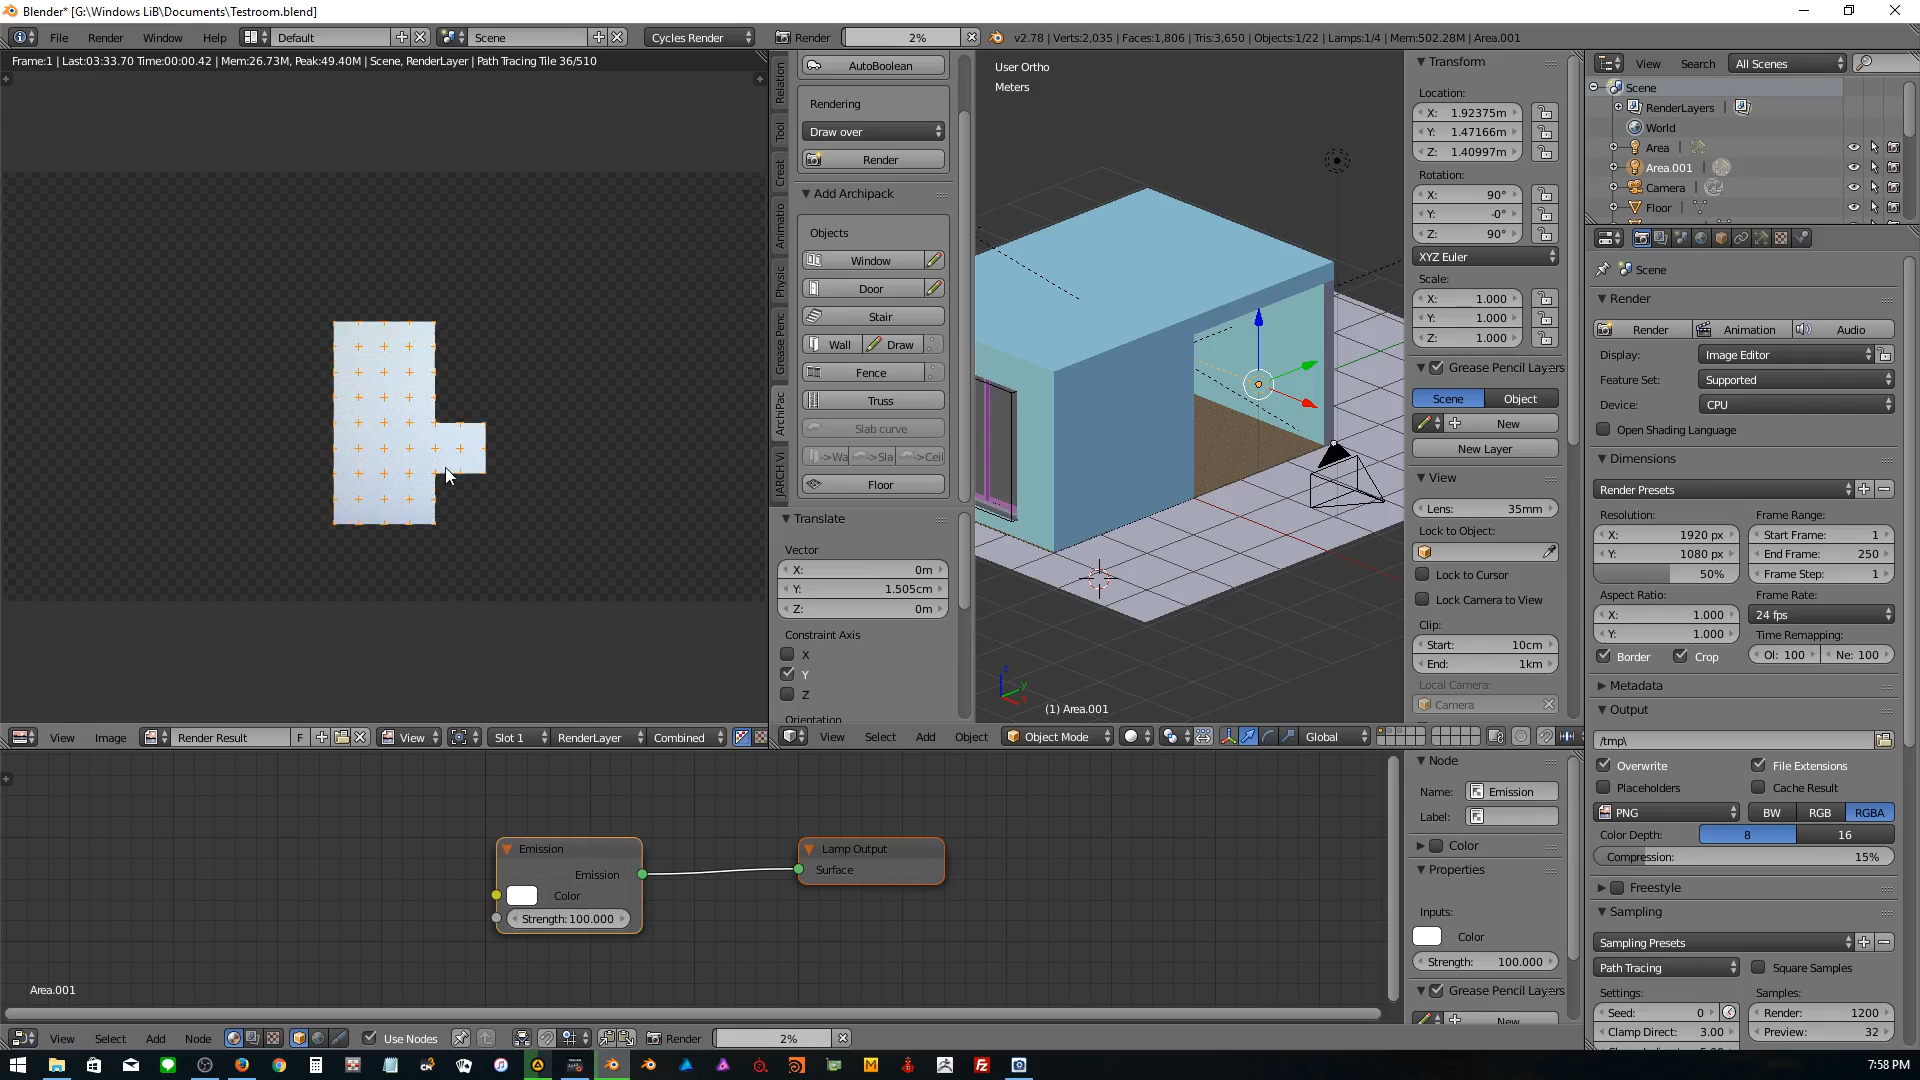 Blender* [G:\Windows LiB\Documents\Testroom.blend]
File Render Window Help Default Scene Cycles Render Render 2% v2.78 | Verts:2,035 | Faces:1,806 | Tris:3,650 | Objects:1/22 | Lamps:1/4 | Mem:502.28M | Area.001
Frame:1 | Last:03:33.70 Time:00:00.42 | Mem:26.73M, Peak:49.40M | Scene, RenderLayer | Path Tracing Tile 36/510
Relation
Tool
Creat
Animatio
Physic
Grease Penc
ArchiPac
JARCH Vi
AutoBoolean
Rendering
Draw over
Render
Add Archipack
Objects
Window
Door
Stair
Wall Draw
Fence
Truss
Slab curve
->Wa ->Sla ->Ceil
Floor
Translate
Vector
X: 0m
Y: 1.505cm
Z: 0m
Constraint Axis
X
Y
Z
Orientation
User Ortho
Meters
(1) Area.001
Transform
Location:
X: 1.92375m
Y: 1.47166m
Z: 1.40997m
Rotation:
X: 90°
Y: -0°
Z: 90°
XYZ Euler
Scale:
X: 1.000
Y: 1.000
Z: 1.000
Grease Pencil Layers
Scene Object
New
New Layer
View
Lens: 35mm
Lock to Object:
Lock to Cursor
Lock Camera to View
Clip:
Start: 10cm
End: 1km
Local Camera:
Camera
View Search All Scenes
Scene
RenderLayers
World
Area
Area.001
Camera
Floor
Scene
Render
Render Animation Audio
Display: Image Editor
Feature Set: Supported
Device: CPU
Open Shading Language
Dimensions
Render Presets
Resolution: Frame Range:
X: 1920 px Start Frame: 1
Y: 1080 px End Frame: 250
50% Frame Step: 1
Aspect Ratio: Frame Rate:
X: 1.000 24 fps
Y: 1.000 Time Remapping:
Border Crop Ol: 100 Ne: 100
Metadata
Output
/tmp\
Overwrite File Extensions
Placeholders Cache Result
PNG BW RGB RGBA
Color Depth: 8 16
Compression: 15%
Freestyle
Sampling
Sampling Presets
Path Tracing Square Samples
Settings: Samples:
Seed: 0 Render: 1200
Clamp Direct: 3.00 Preview: 32
View Image Render Result F View Slot 1 RenderLayer Combined
View Select Add Object Object Mode Global
Emission
Emission
Color
Strength: 100.000
Lamp Output
Surface
Area.001
Node
Name: Emission
Label:
Color
Properties
Inputs:
Color
Strength: 100.000
Grease Pencil Layers
New
View Select Add Node Use Nodes Render 2%
7:58 PM